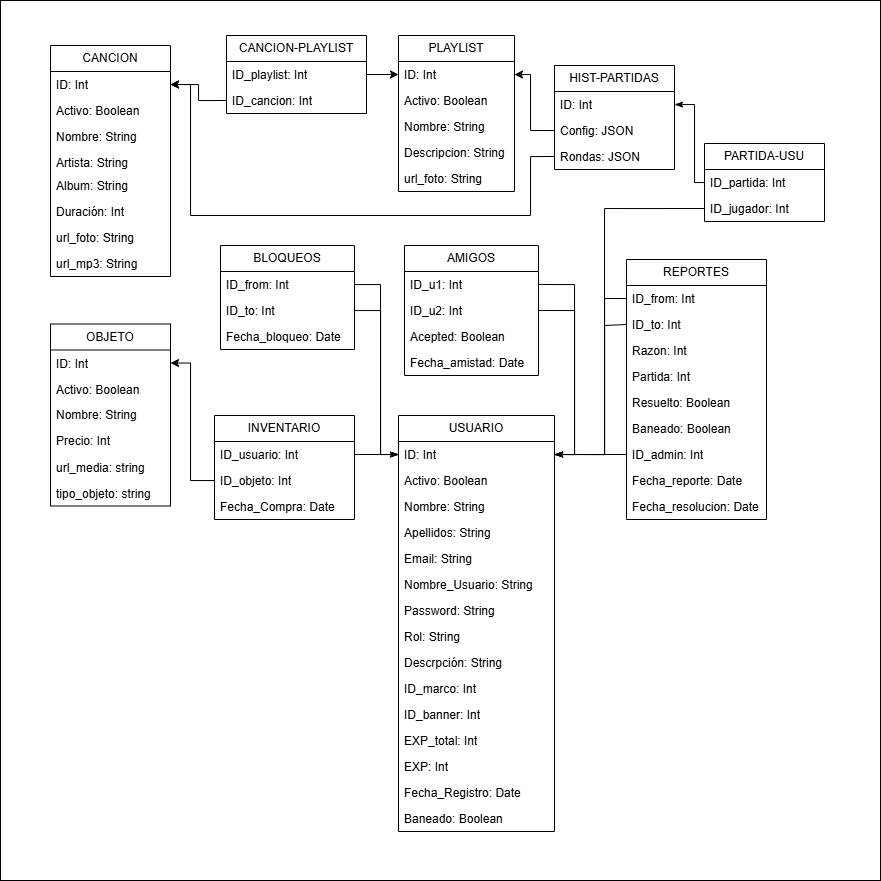 CANCION
ID: Int
Activo: Boolean
Nombre: String
Artista: String
Album: String
Duración: Int
url_foto: String
url_mp3: String
CANCION-PLAYLIST
ID_playlist: Int
ID_cancion: Int
PLAYLIST
ID: Int
Activo: Boolean
Nombre: String
Descripcion: String
url_foto: String
HIST-PARTIDAS
ID: Int
Config: JSON
Rondas: JSON
PARTIDA-USU
ID_partida: Int
ID_jugador: Int
BLOQUEOS
ID_from: Int
ID_to: Int
Fecha_bloqueo: Date
AMIGOS
ID_u1: Int
ID_u2: Int
Acepted: Boolean
Fecha_amistad: Date
REPORTES
ID_from: Int
ID_to: Int
Razon: Int
Partida: Int
Resuelto: Boolean
Baneado: Boolean
ID_admin: Int
Fecha_reporte: Date
Fecha_resolucion: Date
OBJETO
ID: Int
Activo: Boolean
Nombre: String
Precio: Int
url_media: string
tipo_objeto: string
INVENTARIO
ID_usuario: Int
ID_objeto: Int
Fecha_Compra: Date
USUARIO
ID: Int
Activo: Boolean
Nombre: String
Apellidos: String
Email: String
Nombre_Usuario: String
Password: String
Rol: String
Descrpción: String
ID_marco: Int
ID_banner: Int
EXP_total: Int
EXP: Int
Fecha_Registro: Date
Baneado: Boolean